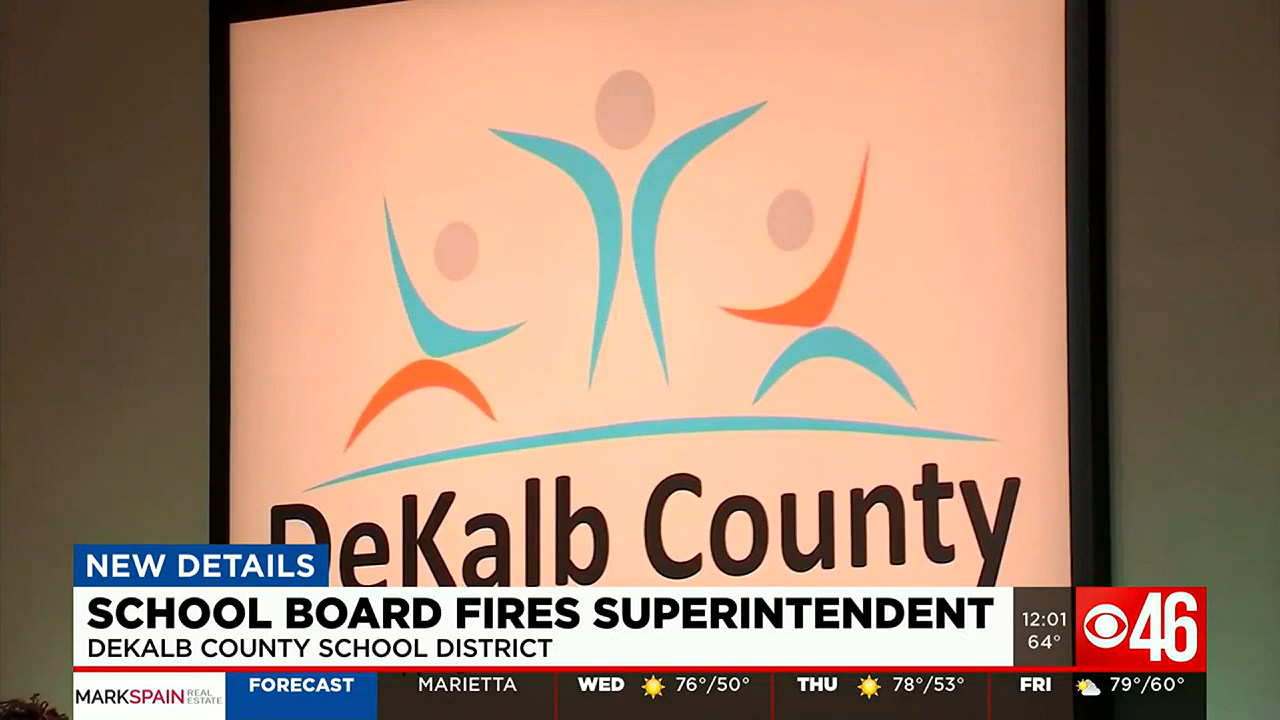 DeKalb County
NEW DETAILS
SCHOOL BOARD FIRES SUPERINTENDENT
DEKALB COUNTY SCHOOL DISTRICT
12:01
64°
46
MARKSPAIN REAL ESTATE
FORECAST
MARIETTA
WED 76°/50°
THU 78°/53°
FRI 79°/60°